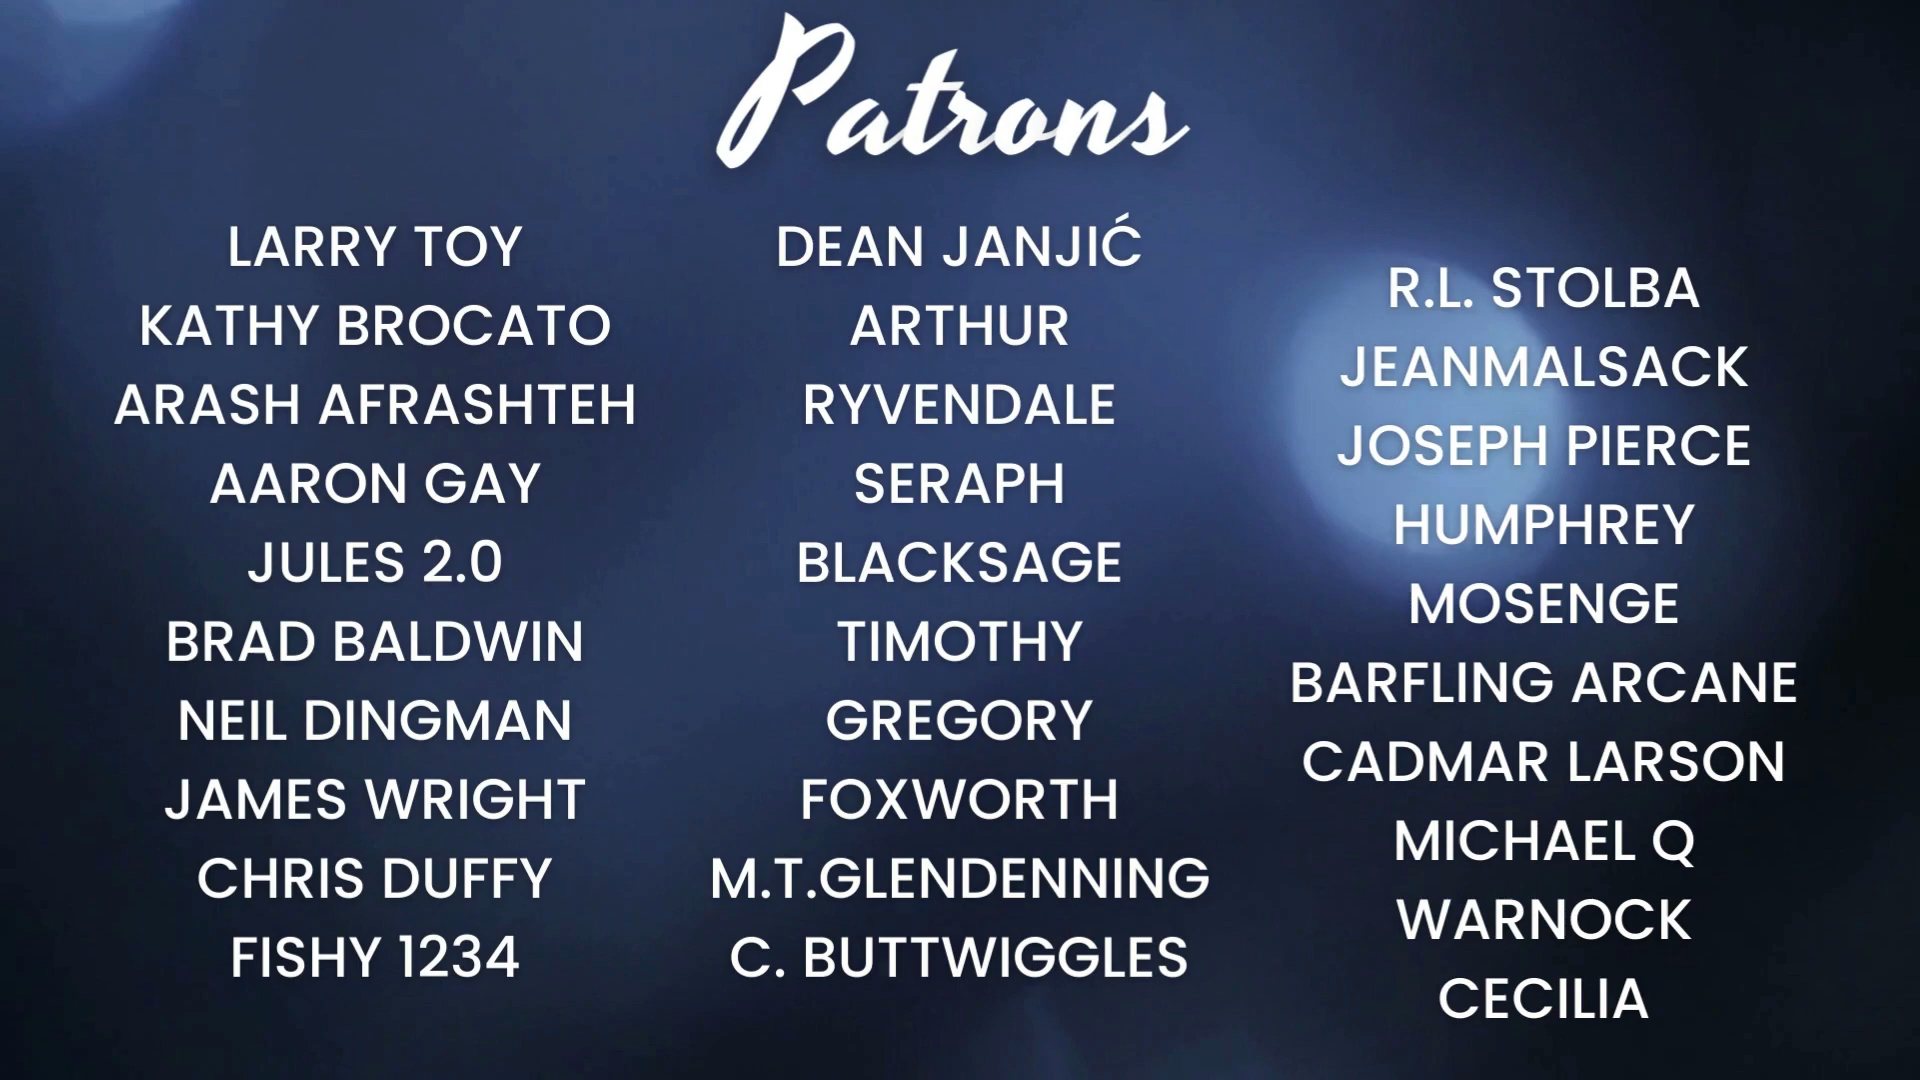 Patrons
LARRY TOY
KATHY BROCATO
ARASH AFRASHTEH
AARON GAY
JULES 2.0
BRAD BALDWIN
NEIL DINGMAN
JAMES WRIGHT
CHRIS DUFFY
FISHY 1234
DEAN JANJIĆ
ARTHUR
RYVENDALE
SERAPH
BLACKSAGE
TIMOTHY
GREGORY
FOXWORTH
M.T.GLENDENNING
C. BUTTWIGGLES
R.L. STOLBA
JEANMALSACK
JOSEPH PIERCE
HUMPHREY
MOSENGE
BARFLING ARCANE
CADMAR LARSON
MICHAEL Q
WARNOCK
CECILIA